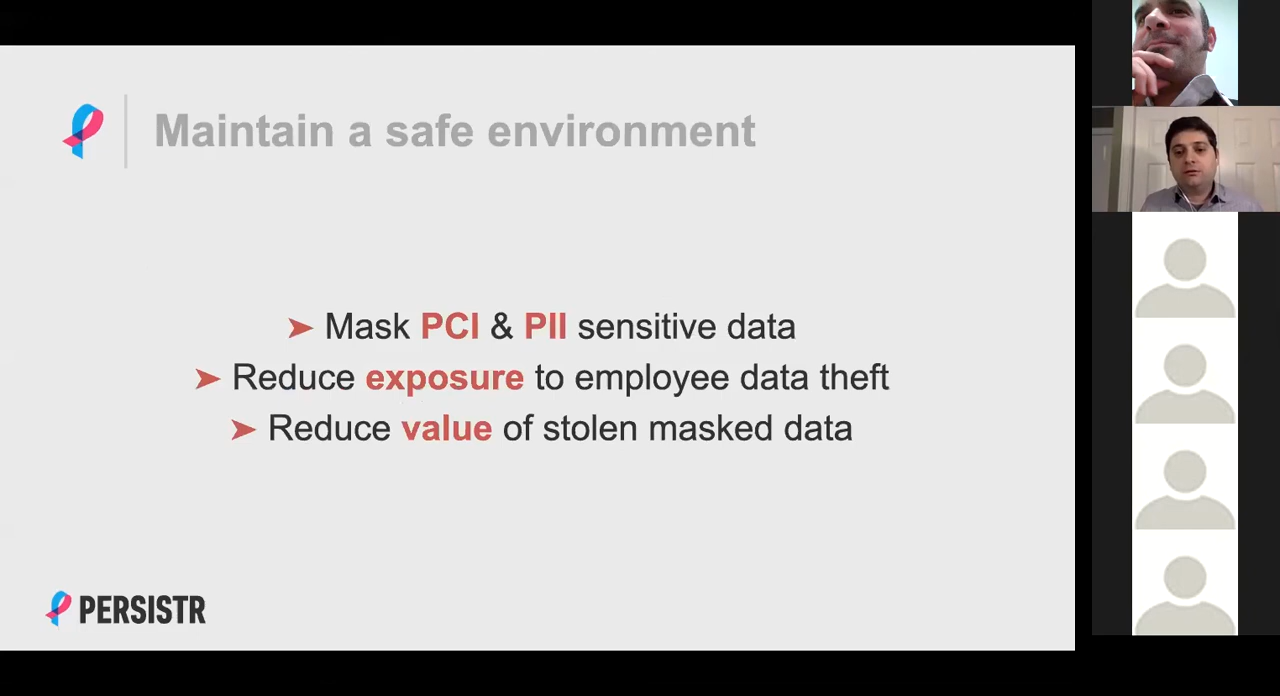 Maintain a safe environment
➤ Mask PCI & PII sensitive data
➤ Reduce exposure to employee data theft
➤ Reduce value of stolen masked data
PERSISTR